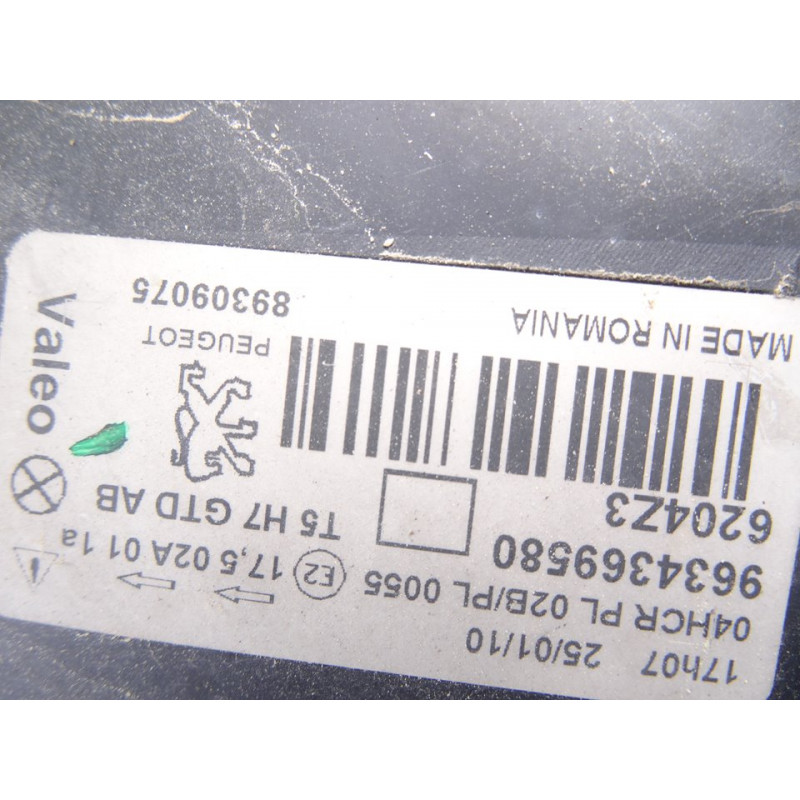 17h07 25/01/10
04HCR PL 02B/PL 0055 E2 17,5 02A 01 1a
9634369580
6204Z3
T5 H7 GTD AB
Valeo
PEUGEOT
MADE IN ROMANIA
89309075